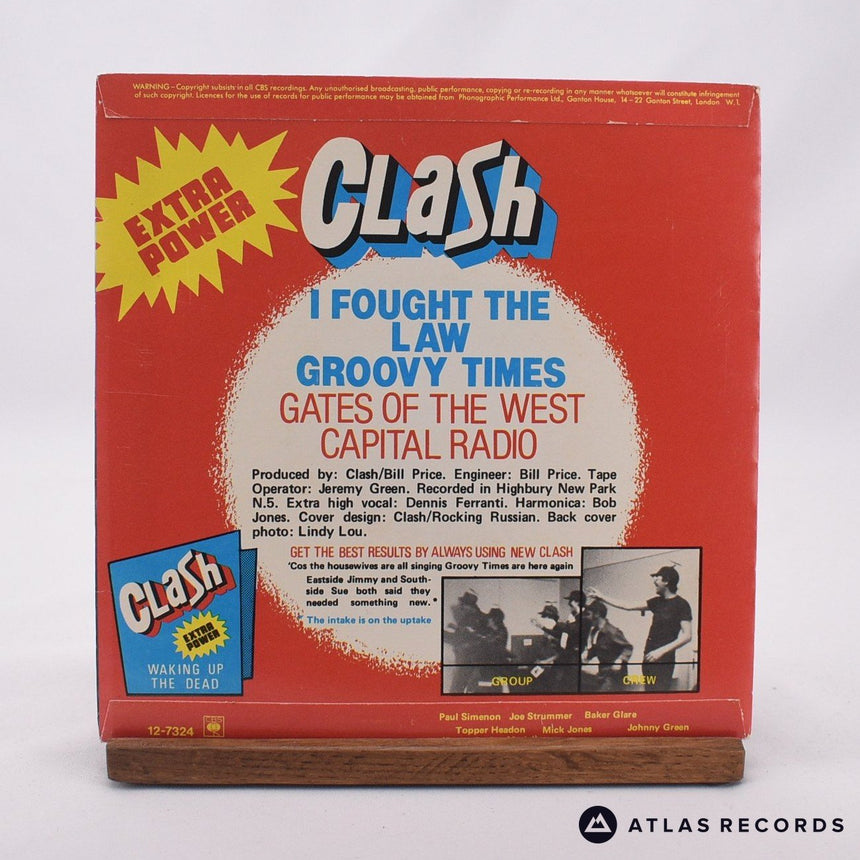 WARNING – Copyright subsists in all CBS recordings. Any unauthorised broadcasting, public performance, copying or re-recording in any manner whatsoever will constitute infringement
of such copyright. Licences for the use of records for public performance may be obtained from Phonographic Performance Ltd., Ganton House, 14 – 22 Ganton Street, London W.1.
EXTRA
POWER
CLaSh
I FOUGHT THE
LAW
GROOVY TIMES
GATES OF THE WEST
CAPITAL RADIO
Produced by: Clash/Bill Price. Engineer: Bill Price. Tape
Operator: Jeremy Green. Recorded in Highbury New Park
N.5. Extra high vocal: Dennis Ferranti. Harmonica: Bob
Jones. Cover design: Clash/Rocking Russian. Back cover
photo: Lindy Lou.
GET THE BEST RESULTS BY ALWAYS USING NEW CLASH
'Cos the housewives are all singing Groovy Times are here again
Eastside Jimmy and South-
side Sue both said they
needed something new.*
* The intake is on the uptake
CLaSh
EXTRA
POWER
WAKING UP
THE DEAD
GROUP
CREW
12-7324
CBS
Paul Simenon Joe Strummer Baker Glare
Topper Headon Mick Jones Johnny Green
ATLAS RECORDS